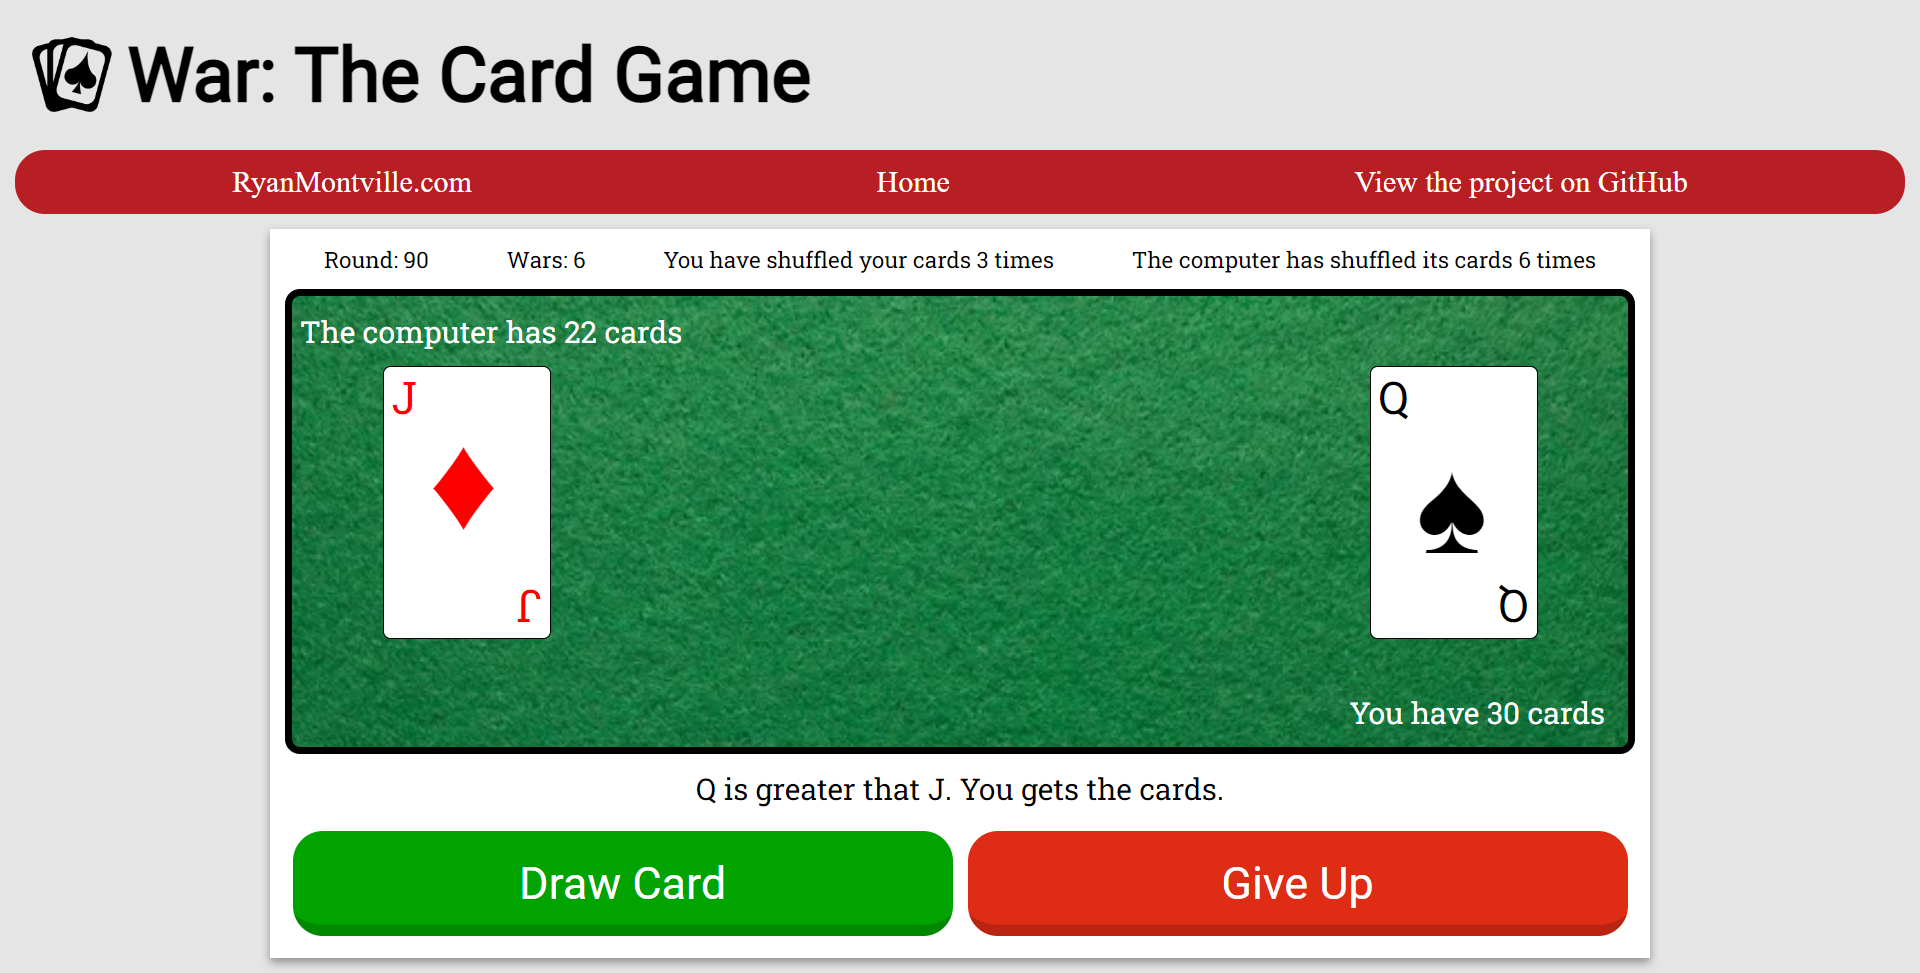 War: The Card Game
RyanMontville.com Home View the project on GitHub
Round: 90 Wars: 6 You have shuffled your cards 3 times The computer has shuffled its cards 6 times
The computer has 22 cards
J Q
J Q
You have 30 cards
Q is greater that J. You gets the cards.
Draw Card Give Up